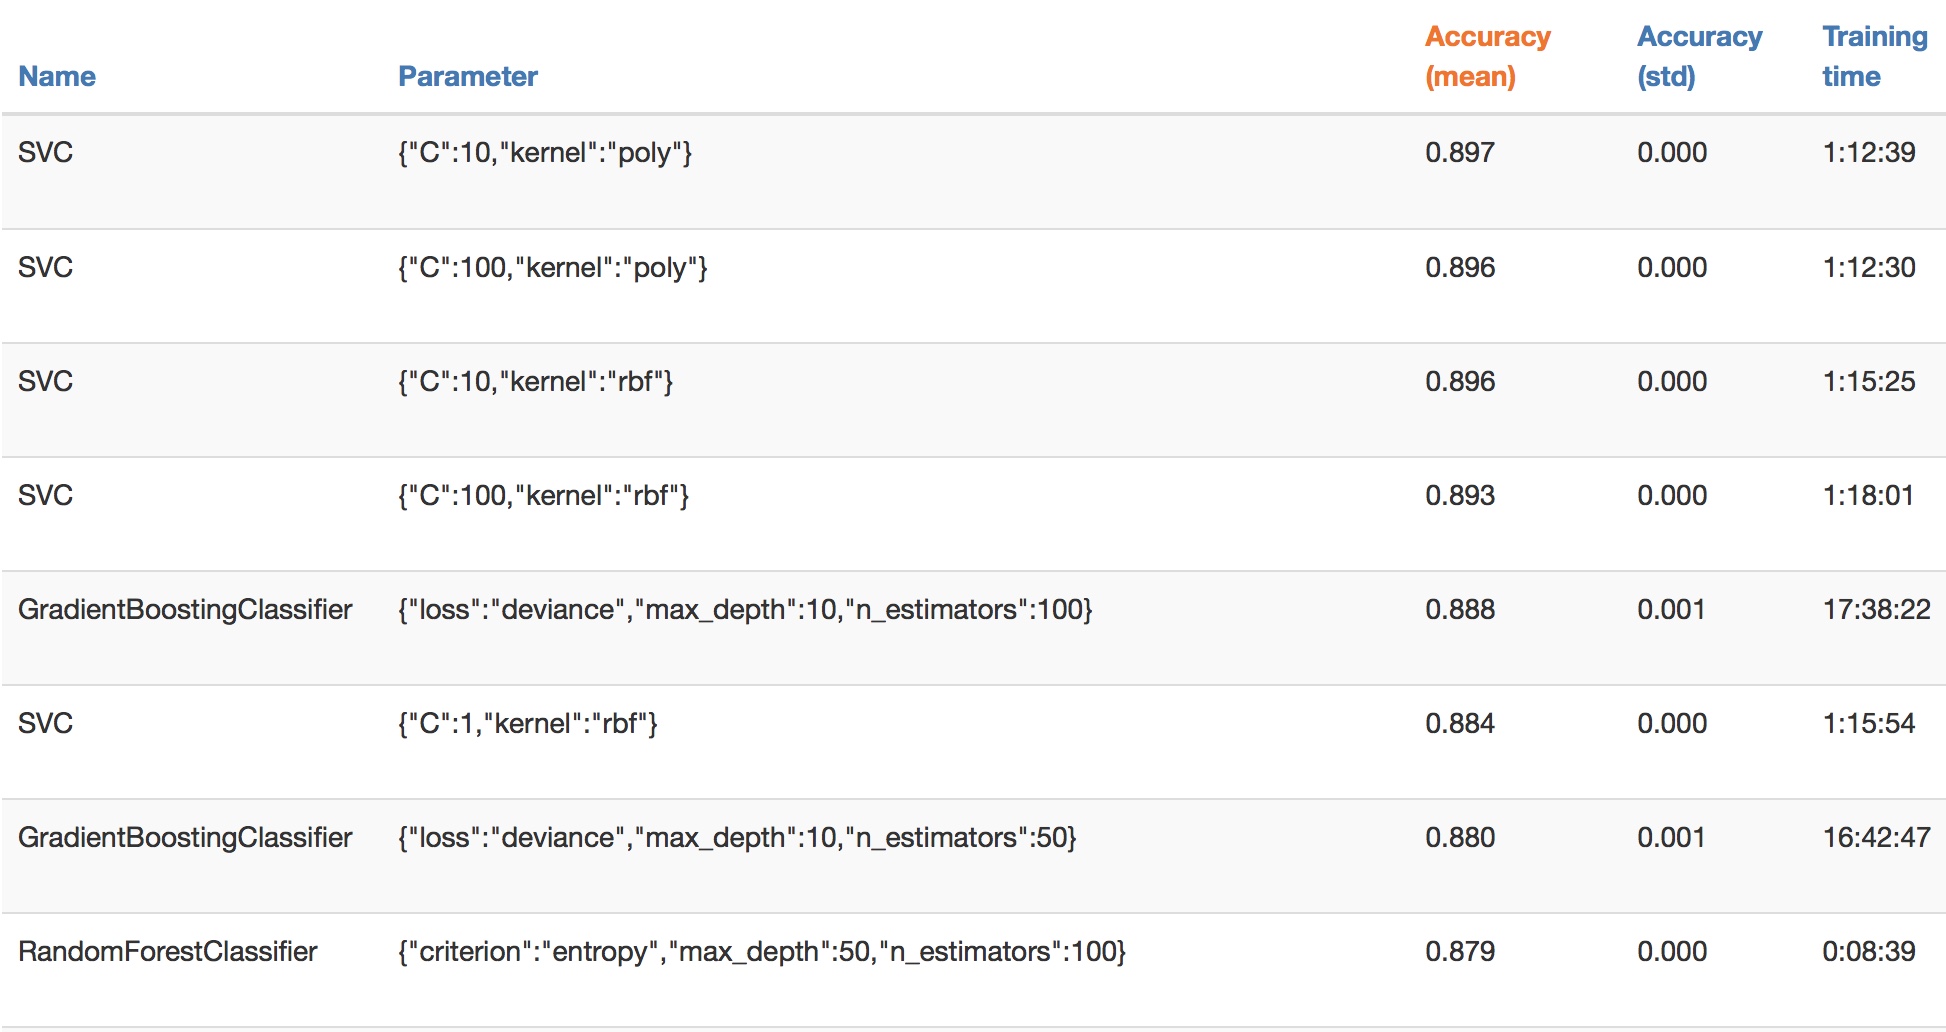 Name Parameter Accuracy (mean) Accuracy (std) Training time
SVC {"C":10,"kernel":"poly"} 0.897 0.000 1:12:39
SVC {"C":100,"kernel":"poly"} 0.896 0.000 1:12:30
SVC {"C":10,"kernel":"rbf"} 0.896 0.000 1:15:25
SVC {"C":100,"kernel":"rbf"} 0.893 0.000 1:18:01
GradientBoostingClassifier {"loss":"deviance","max_depth":10,"n_estimators":100} 0.888 0.001 17:38:22
SVC {"C":1,"kernel":"rbf"} 0.884 0.000 1:15:54
GradientBoostingClassifier {"loss":"deviance","max_depth":10,"n_estimators":50} 0.880 0.001 16:42:47
RandomForestClassifier {"criterion":"entropy","max_depth":50,"n_estimators":100} 0.879 0.000 0:08:39